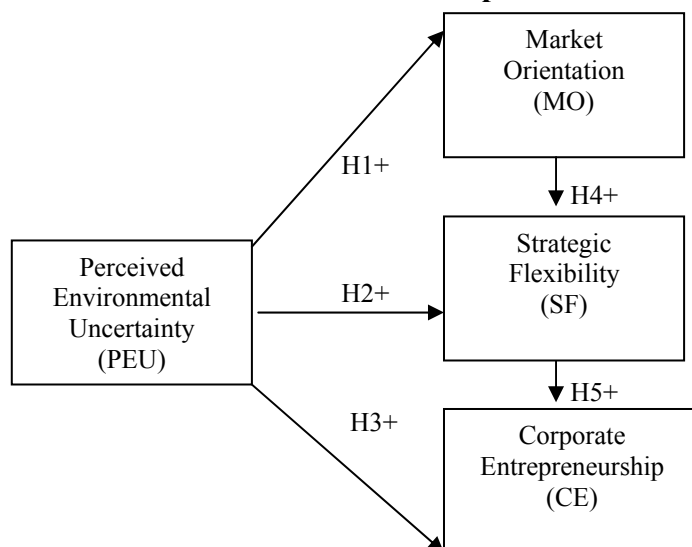 Market
Orientation
(MO)
H1+
H4+
Perceived
Environmental
Uncertainty
(PEU)
H2+
Strategic
Flexibility
(SF)
H3+
H5+
Corporate
Entrepreneurship
(CE)